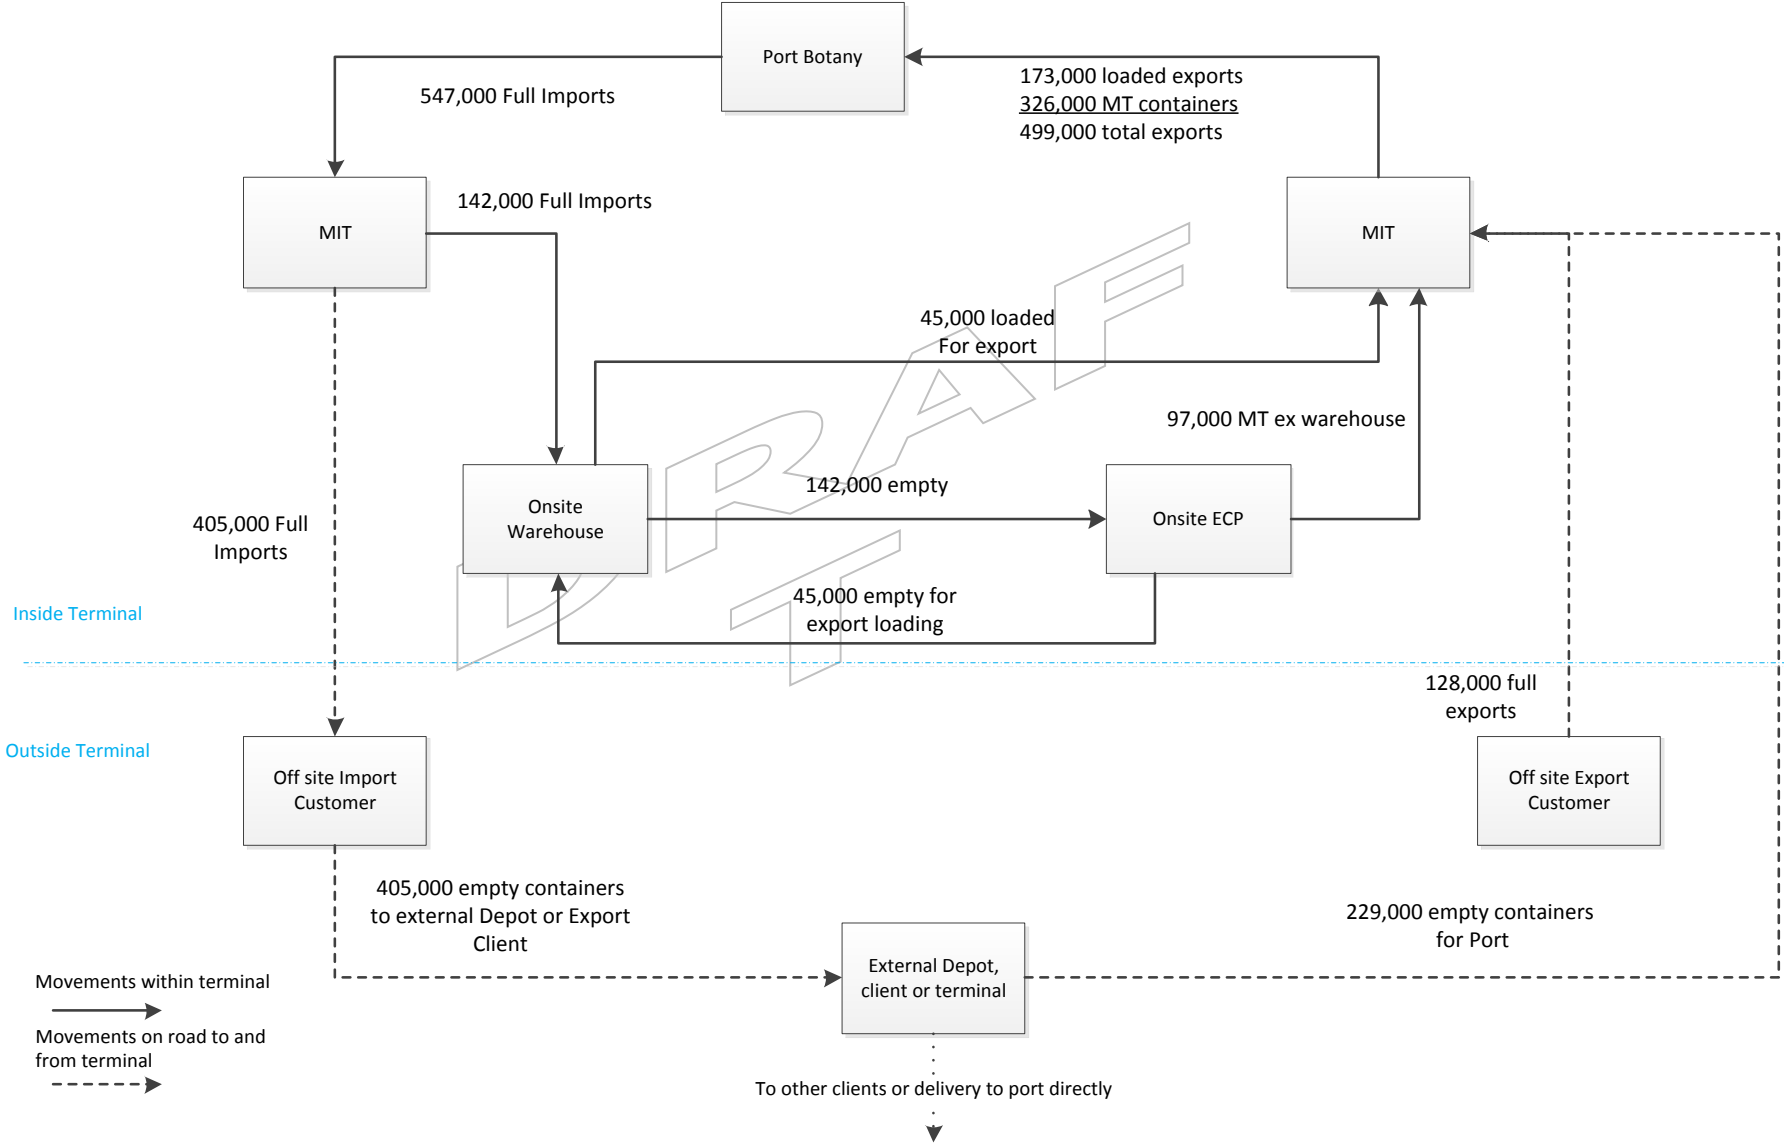 Port Botany
547,000 Full Imports
173,000 loaded exports
326,000 MT containers
499,000 total exports
MIT
142,000 Full Imports
MIT
45,000 loaded
For export
97,000 MT ex warehouse
Onsite
Warehouse
142,000 empty
Onsite ECP
405,000 Full
Imports
45,000 empty for
export loading
DRAFT
Inside Terminal
Outside Terminal
128,000 full
exports
Off site Import
Customer
Off site Export
Customer
405,000 empty containers
to external Depot or Export
Client
229,000 empty containers
for Port
External Depot,
client or terminal
Movements within terminal
Movements on road to and
from terminal
To other clients or delivery to port directly